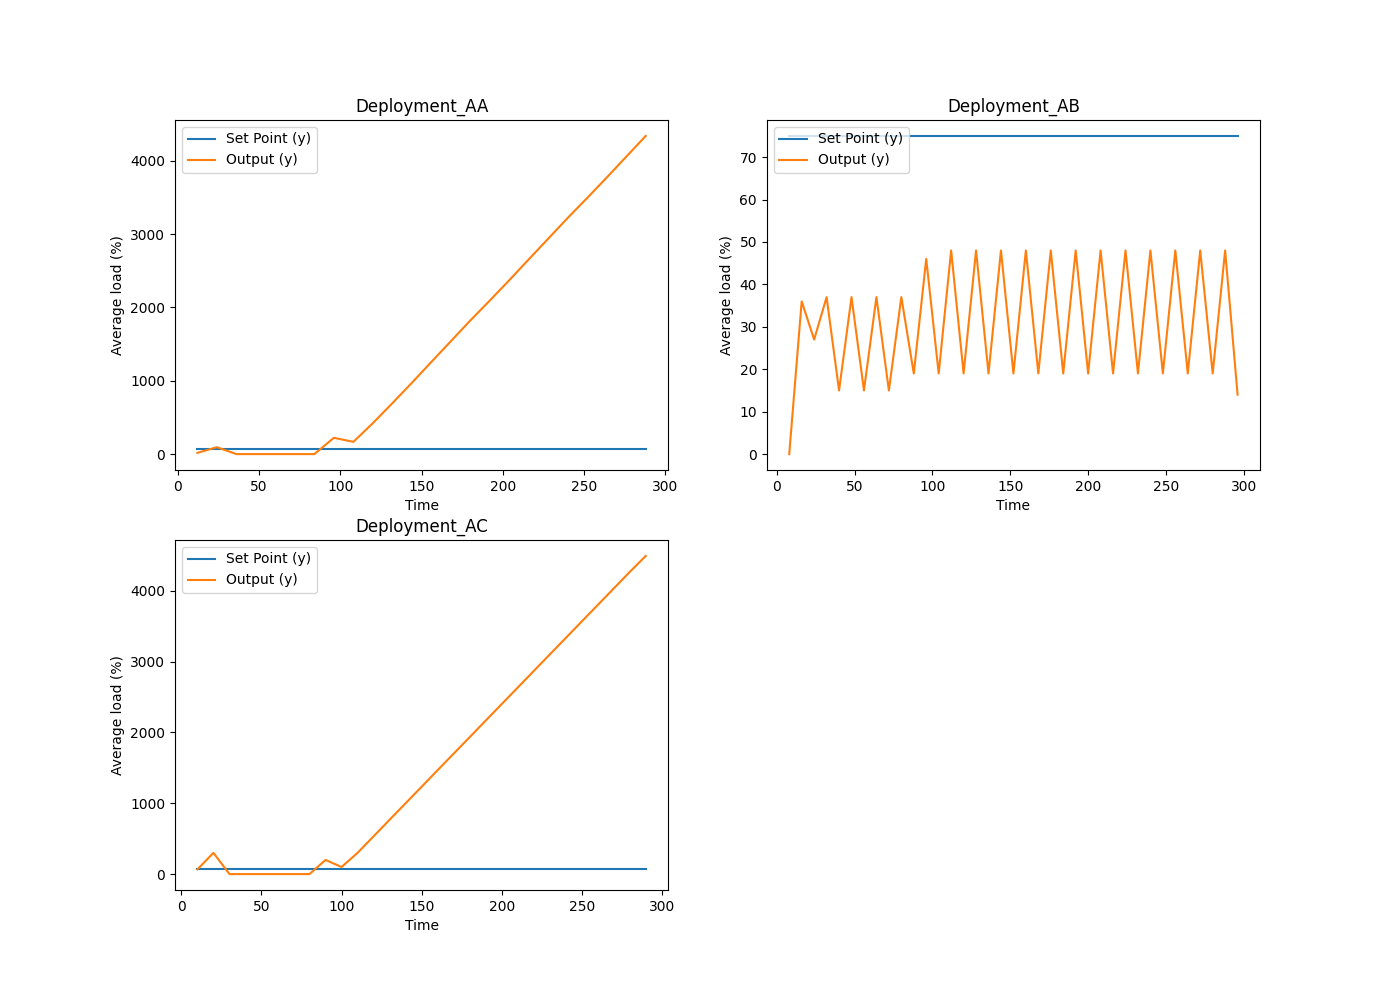 Deployment_AA
Set Point (y)
Output (y)
Average load (%)
4000
3000
2000
1000
0
0 50 100 150 200 250 300
Time
Deployment_AB
Set Point (y)
Output (y)
Average load (%)
70
60
50
40
30
20
10
0
0 50 100 150 200 250 300
Time
Deployment_AC
Set Point (y)
Output (y)
Average load (%)
4000
3000
2000
1000
0
0 50 100 150 200 250 300
Time